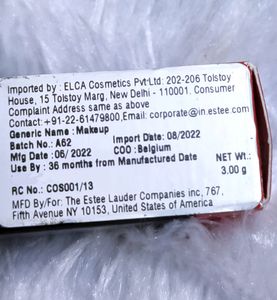 Imported by : ELCA Cosmetics Pvt Ltd: 202-206 Tolstoy
House, 15 Tolstoy Marg, New Delhi - 110001. Consumer
Complaint Address same as above
Contact:+91-22-61479800,Email: corporate@in.estee.com
Generic Name : Makeup
Batch No : A62 Import Date: 08/2022
Mfg Date : 06/ 2022 COO : Belgium
Use By : 36 months from Manufactured Date 3.00 g
RC No: COS001/13
MFD By/For: The Estee Lauder Companies inc, 767,
Fifth Avenue NY 10153, United States of America